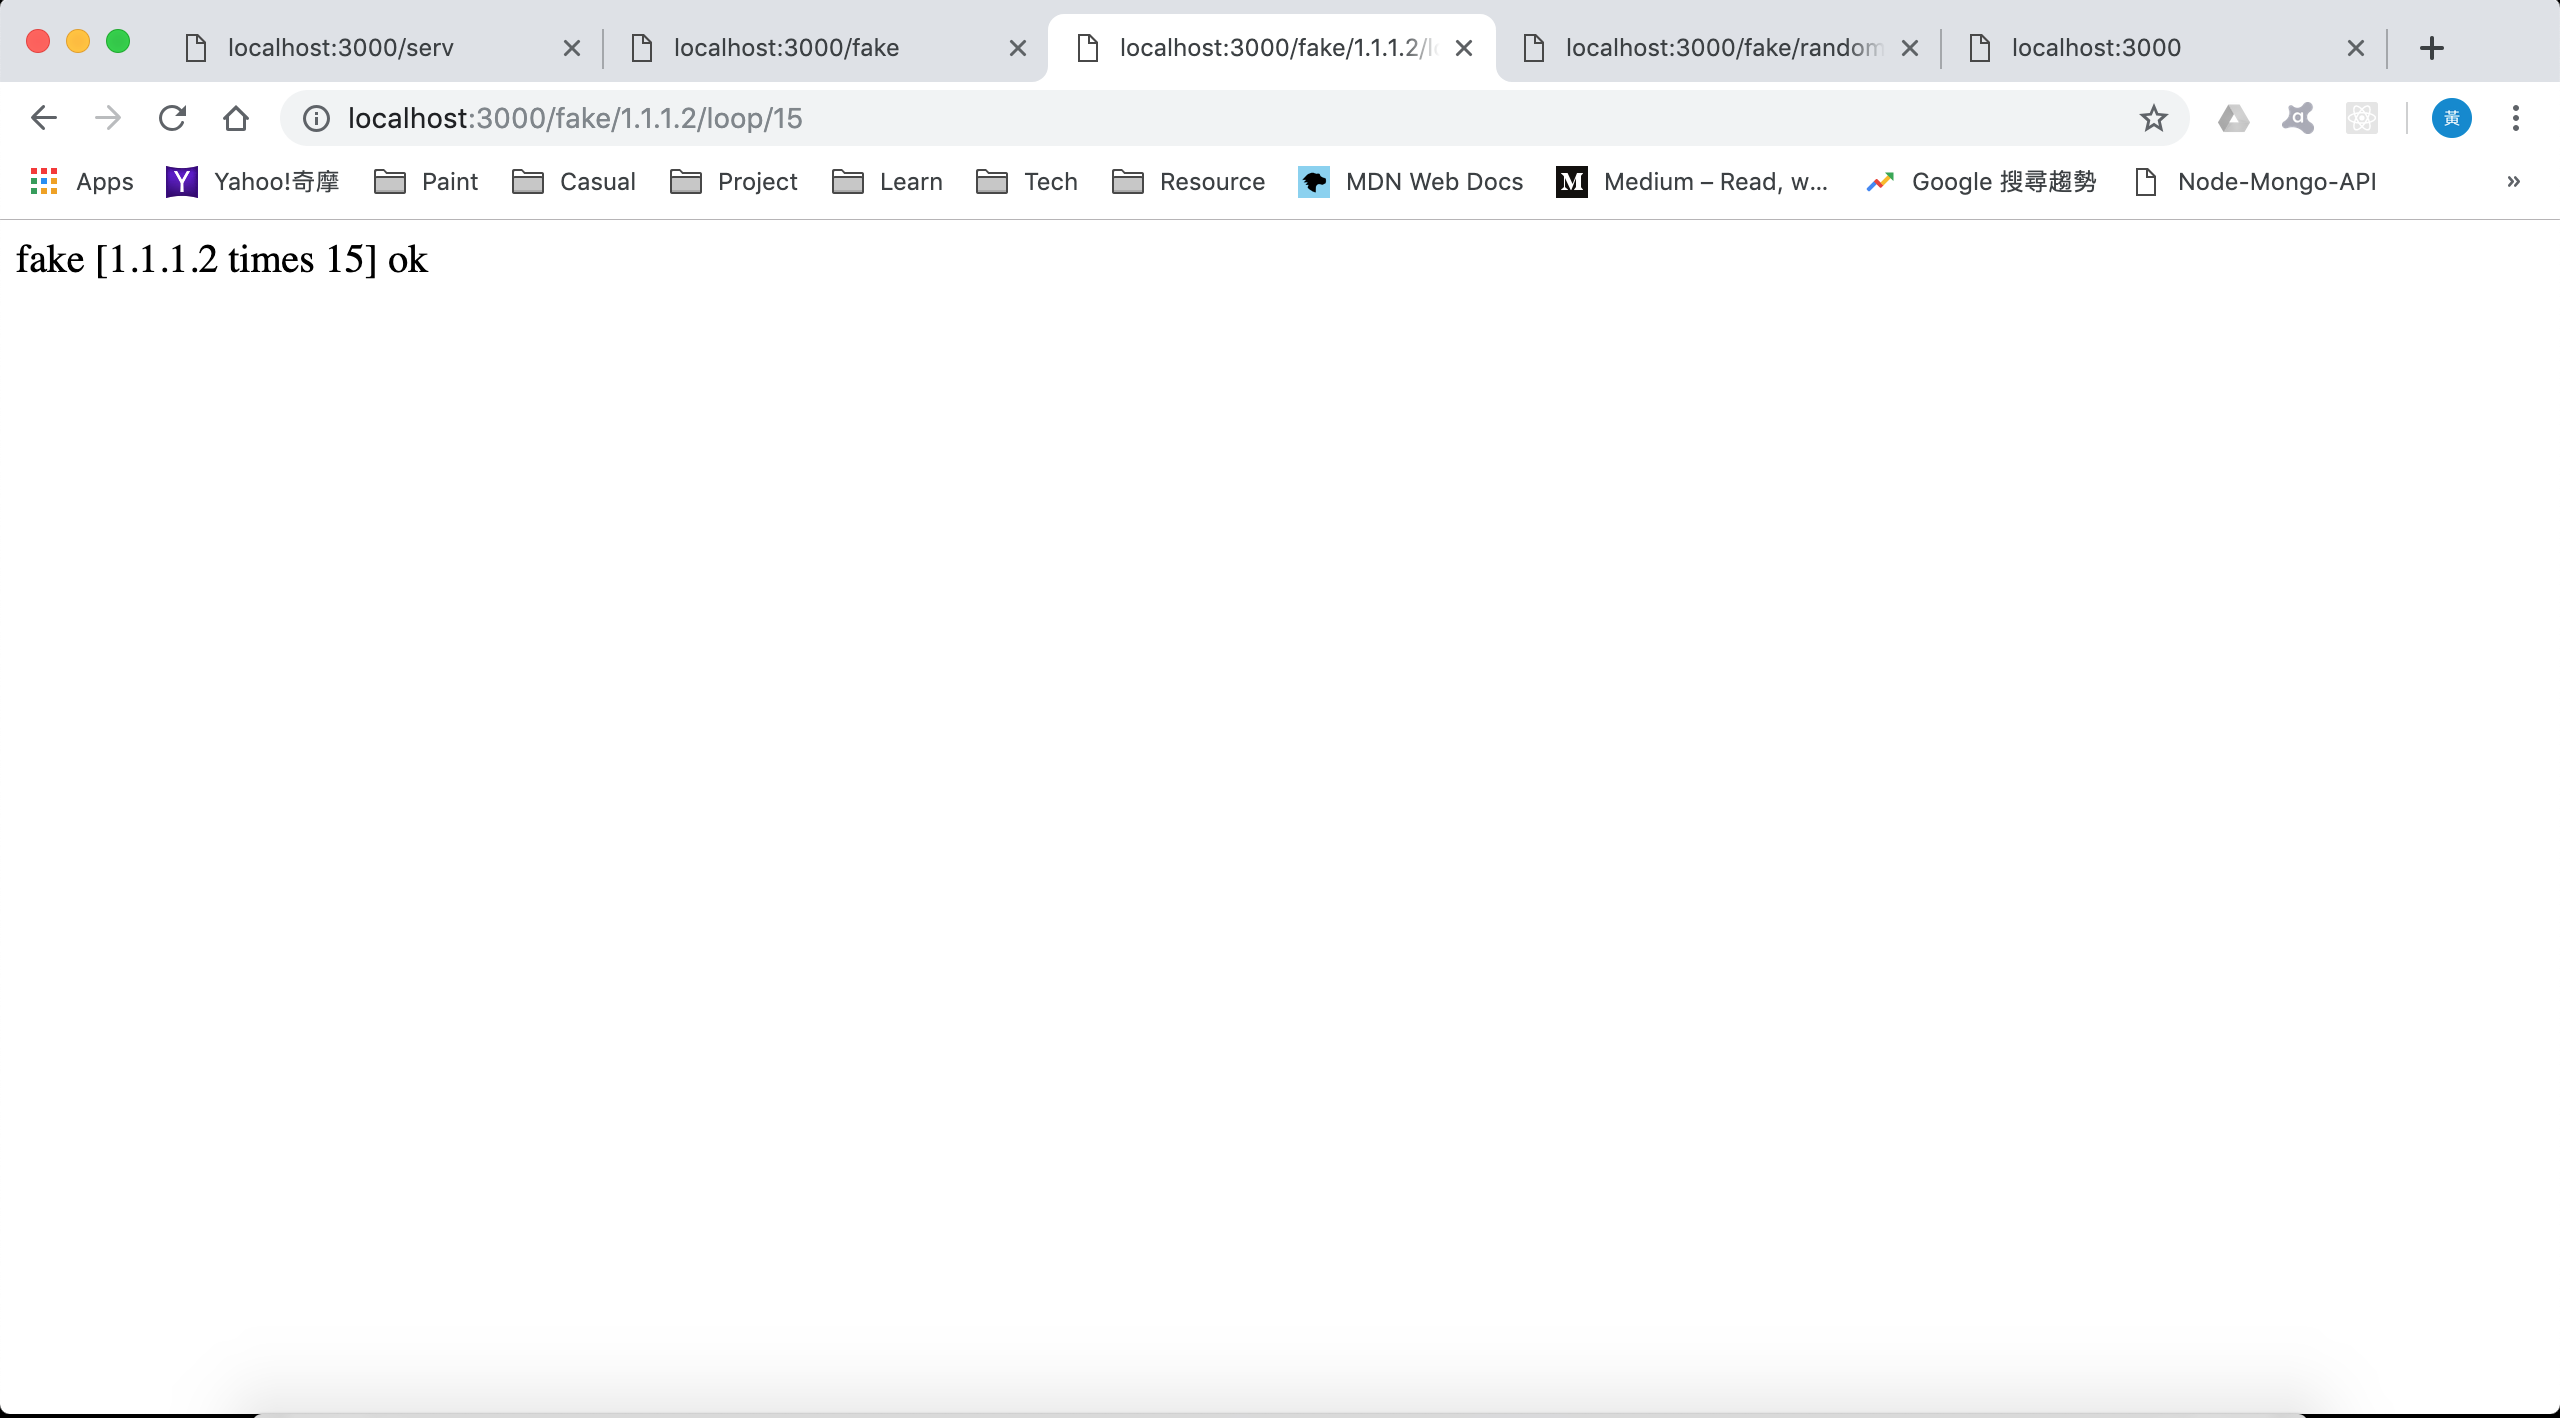 localhost:3000/serv
localhost:3000/fake
localhost:3000/fake/1.1.1.2/l
localhost:3000/fake/random
localhost:3000
localhost:3000/fake/1.1.1.2/loop/15
黃
Apps
Yahoo!奇摩
Paint
Casual
Project
Learn
Tech
Resource
MDN Web Docs
Medium – Read, w...
Google 搜尋趨勢
Node-Mongo-API
»
fake [1.1.1.2 times 15] ok